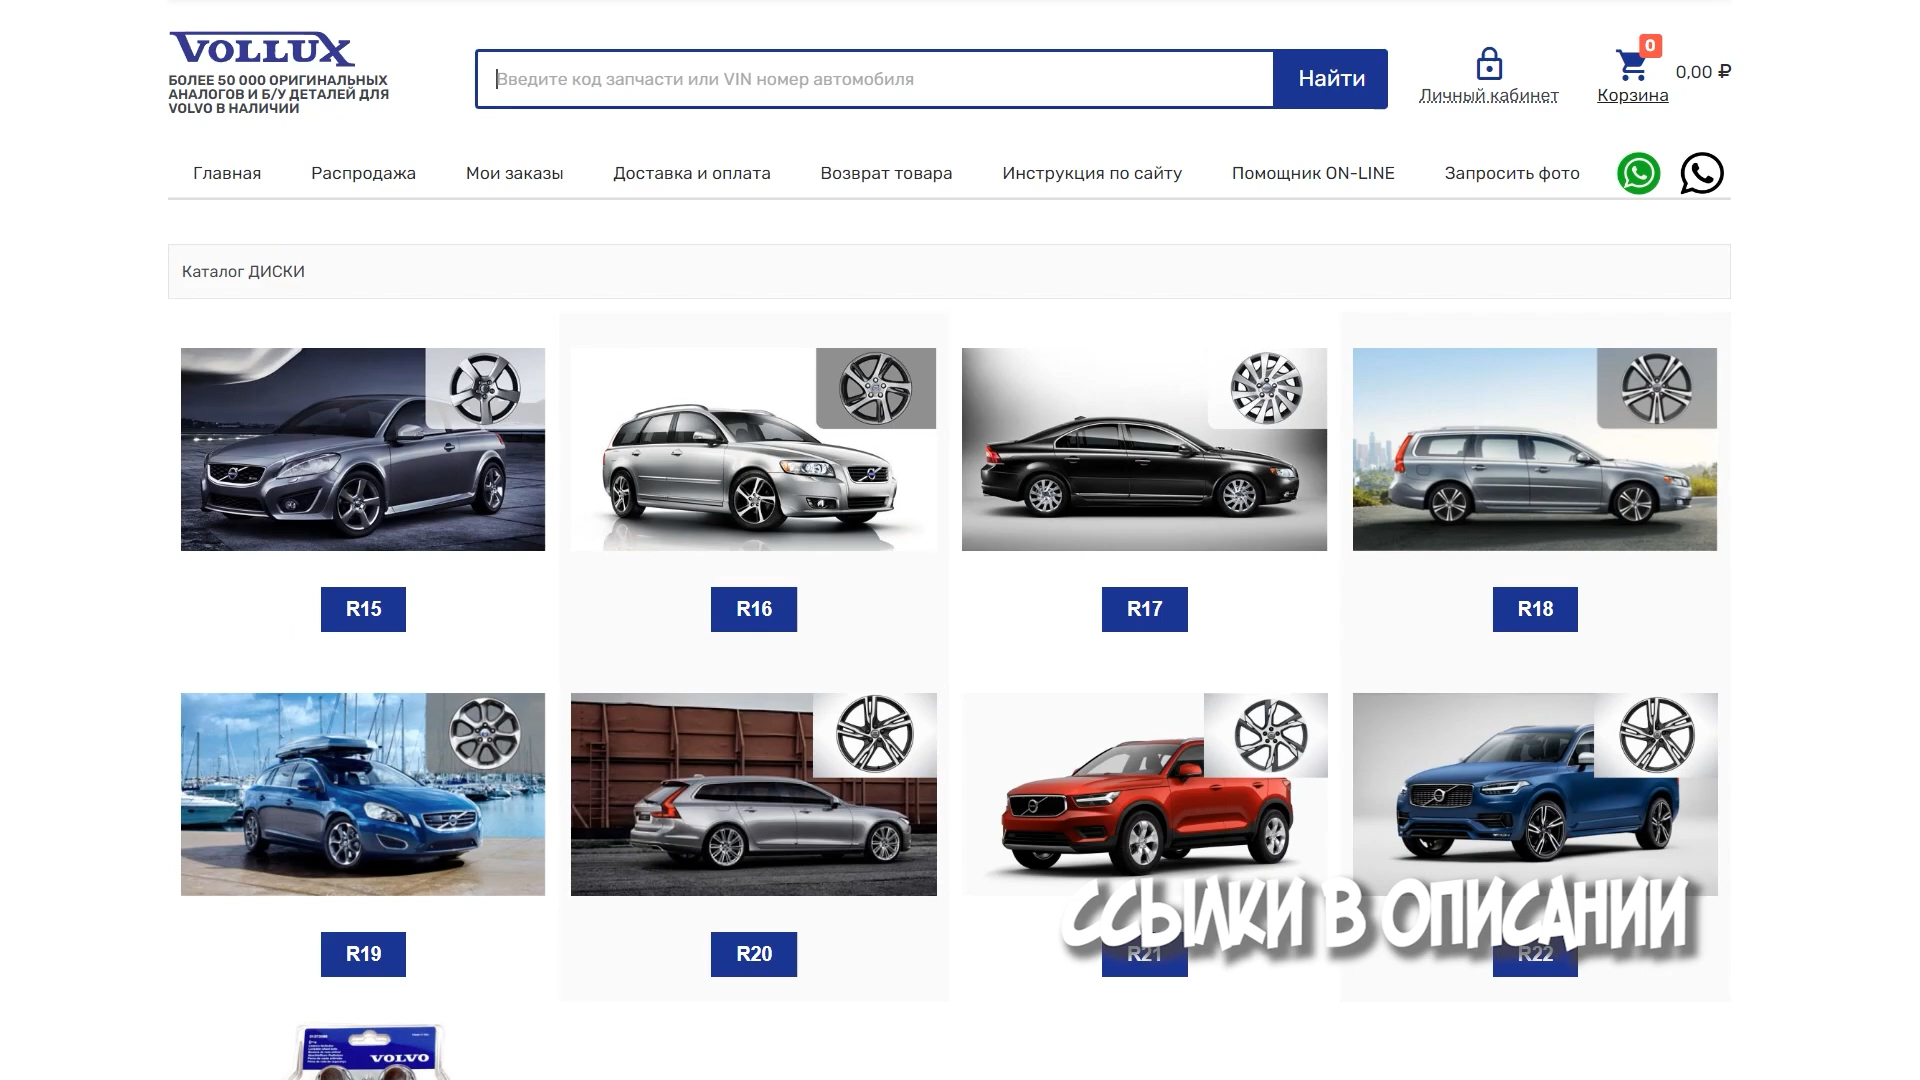 VOLLUX
БОЛЕЕ 50 000 ОРИГИНАЛЬНЫХ
АНАЛОГОВ И Б/У ДЕТАЛЕЙ ДЛЯ
VOLVO В НАЛИЧИИ
Введите код запчасти или VIN номер автомобиля
Найти
Личный кабинет
0
Корзина
0,00 ₽
Главная
Распродажа
Мои заказы
Доставка и оплата
Возврат товара
Инструкция по сайту
Помощник ON-LINE
Запросить фото
Каталог ДИСКИ
R15
R16
R17
R18
R19
R20
R21
R22
ССЫЛКИ В ОПИСАНИИ
VOLVO